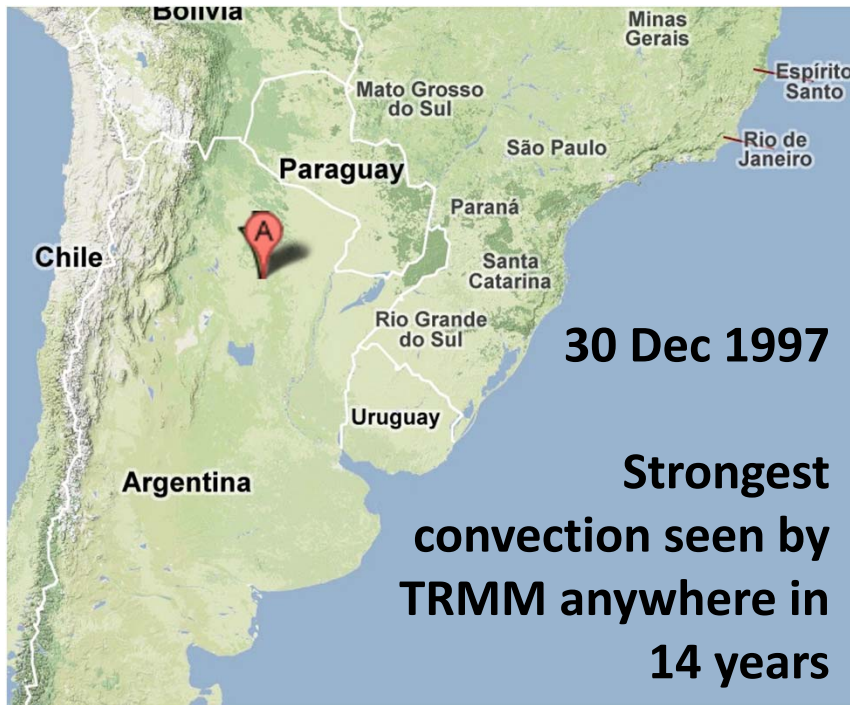 Bolivia
Minas
Gerais
Espírito
Santo
Mato Grosso
do Sul
Rio de
Janeiro
São Paulo
Paraguay
Paraná
A
Chile
Santa
Catarina
Rio Grande
do Sul
30 Dec 1997
Uruguay
Argentina
Strongest
convection seen by
TRMM anywhere in
14 years